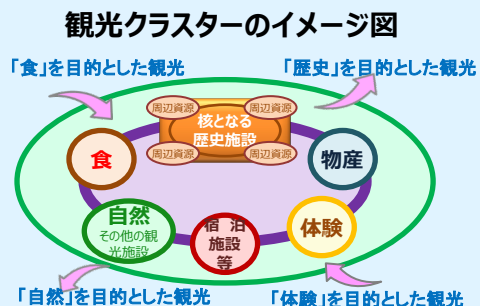 観光クラスターのイメージ図
「食」を目的とした観光
「歴史」を目的とした観光
周辺資源
周辺資源
核となる
歴史施設
周辺資源
周辺資源
食
物産
自然
その他の観
光施設
宿泊
施設
等
体験
「自然」を目的とした観光
「体験」を目的とした観光